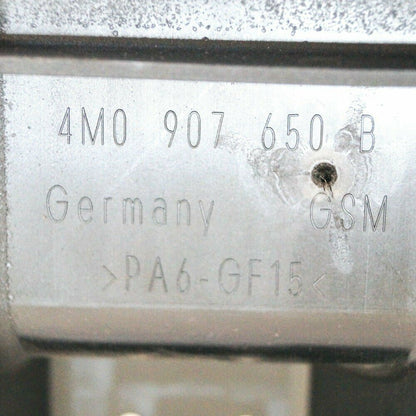 4M0 907 650 B
Germany GSM
>PA6-GF15<